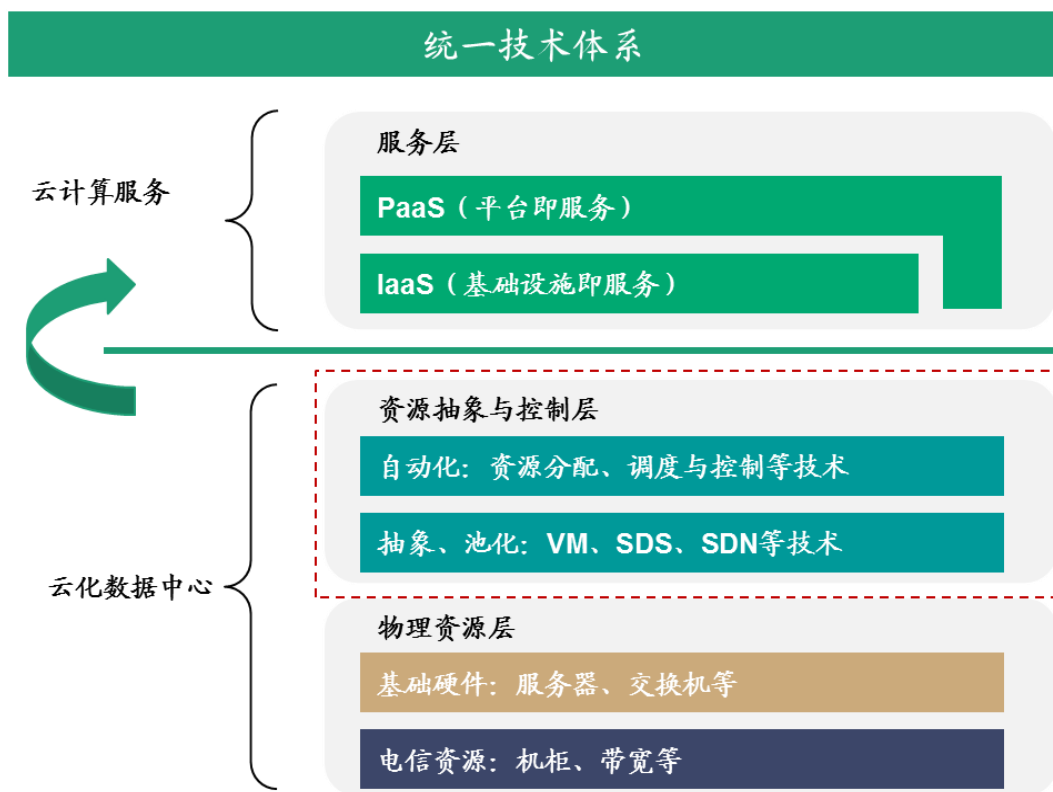 统一技术体系
云计算服务
服务层
PaaS（平台即服务）
IaaS（基础设施即服务）
云化数据中心
资源抽象与控制层
自动化：资源分配、调度与控制等技术
抽象、池化：VM、SDS、SDN等技术
物理资源层
基础硬件：服务器、交换机等
电信资源：机柜、带宽等